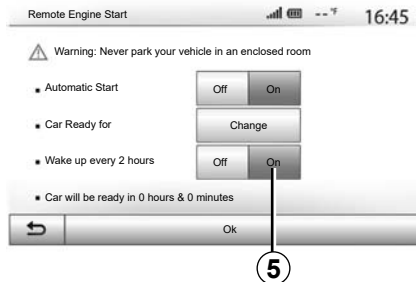 Remote Engine Start -- °F 16:45
Warning: Never park your vehicle in an enclosed room
Automatic Start Off On
Car Ready for Change
Wake up every 2 hours Off On
Car will be ready in 0 hours & 0 minutes
Ok
5